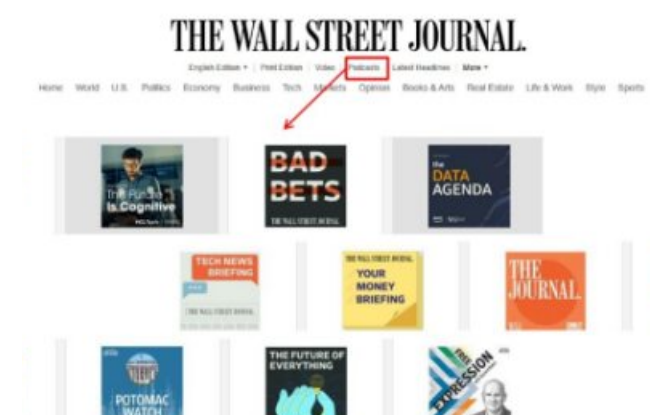 THE WALL STREET JOURNAL.
English Edition | Print Edition | Video | Podcasts | Latest Headlines | More
Home World U.S. Politics Economy Business Tech Markets Opinion Books & Arts Real Estate Life & Work Style Sports
The Future
Is Cognitive
BAD
BETS
THE WALL STREET JOURNAL
the
DATA
AGENDA
TECH NEWS
BRIEFING
THE WALL STREET JOURNAL
THE WALL STREET JOURNAL
YOUR
MONEY
BRIEFING
THE
JOURNAL.
POTOMAC
WATCH
THE FUTURE OF
EVERYTHING
FREE
EXPRESSION